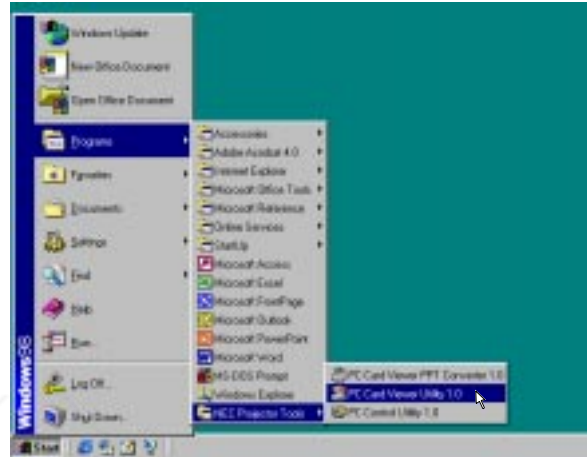 Windows Update
New Office Document
Open Office Document
Programs
Favorites
Documents
Settings
Find
Help
Run...
Log Off...
Shut Down...
Windows98
Accessories
Adobe Acrobat 4.0
Internet Explorer
Microsoft Office Tools
Microsoft Reference
Online Services
StartUp
Microsoft Access
Microsoft Excel
Microsoft FrontPage
Microsoft Outlook
Microsoft PowerPoint
Microsoft Word
MS-DOS Prompt
Windows Explorer
NEC Projector Tools
PC Card Viewer PPT Converter 1.0
PC Card Viewer Utility 1.0
PC Control Utility 1.0
Start